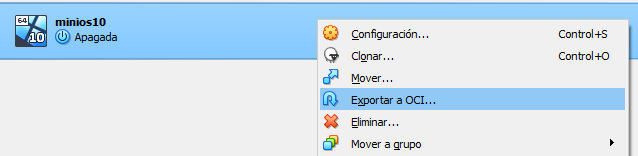 minios10
64
10
Apagada
Configuración... Control+S
Clonar... Control+O
Mover...
Exportar a OCI...
Eliminar...
Mover a grupo